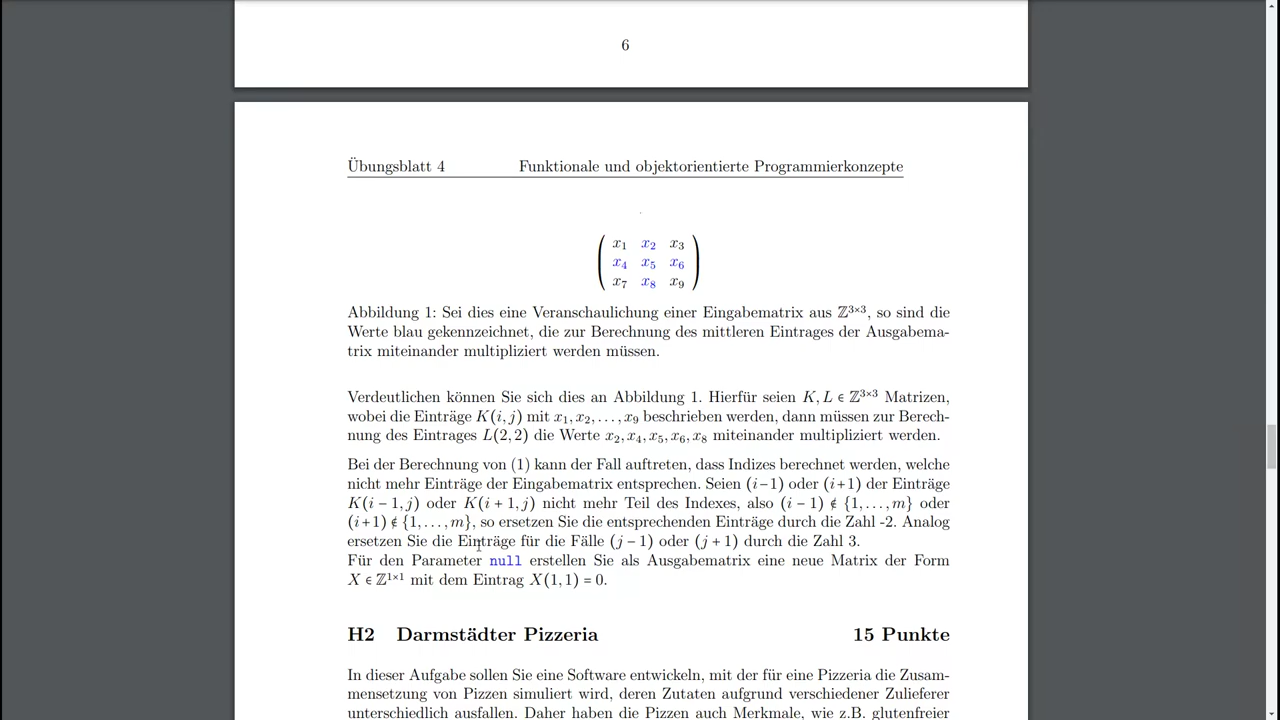 6
Übungsblatt 4 Funktionale und objektorientierte Programmierkonzepte
x₁ x₂ x₃
x₄ x₅ x₆
x₇ x₈ x₉
Abbildung 1: Sei dies eine Veranschaulichung einer Eingabematrix aus ℤ³ˣ³, so sind die
Werte blau gekennzeichnet, die zur Berechnung des mittleren Eintrages der Ausgabema-
trix miteinander multipliziert werden müssen.
Verdeutlichen können Sie sich dies an Abbildung 1. Hierfür seien K, L ∈ ℤ³ˣ³ Matrizen,
wobei die Einträge K(i, j) mit x₁, x₂, . . . , x₉ beschrieben werden, dann müssen zur Berech-
nung des Eintrages L(2, 2) die Werte x₂, x₄, x₅, x₆, x₈ miteinander multipliziert werden.
Bei der Berechnung von (1) kann der Fall auftreten, dass Indizes berechnet werden, welche
nicht mehr Einträge der Eingabematrix entsprechen. Seien (i−1) oder (i+1) der Einträge
K(i − 1, j) oder K(i + 1, j) nicht mehr Teil des Indexes, also (i − 1) ∉ {1, . . . , m} oder
(i+1) ∉ {1, . . . , m}, so ersetzen Sie die entsprechenden Einträge durch die Zahl -2. Analog
ersetzen Sie die Einträge für die Fälle (j − 1) oder (j + 1) durch die Zahl 3.
Für den Parameter null erstellen Sie als Ausgabematrix eine neue Matrix der Form
X ∈ ℤ¹ˣ¹ mit dem Eintrag X(1, 1) = 0.
H2 Darmstädter Pizzeria 15 Punkte
In dieser Aufgabe sollen Sie eine Software entwickeln, mit der für eine Pizzeria die Zusam-
mensetzung von Pizzen simuliert wird, deren Zutaten aufgrund verschiedener Zulieferer
unterschiedlich ausfallen. Daher haben die Pizzen auch Merkmale, wie z.B. glutenfreier